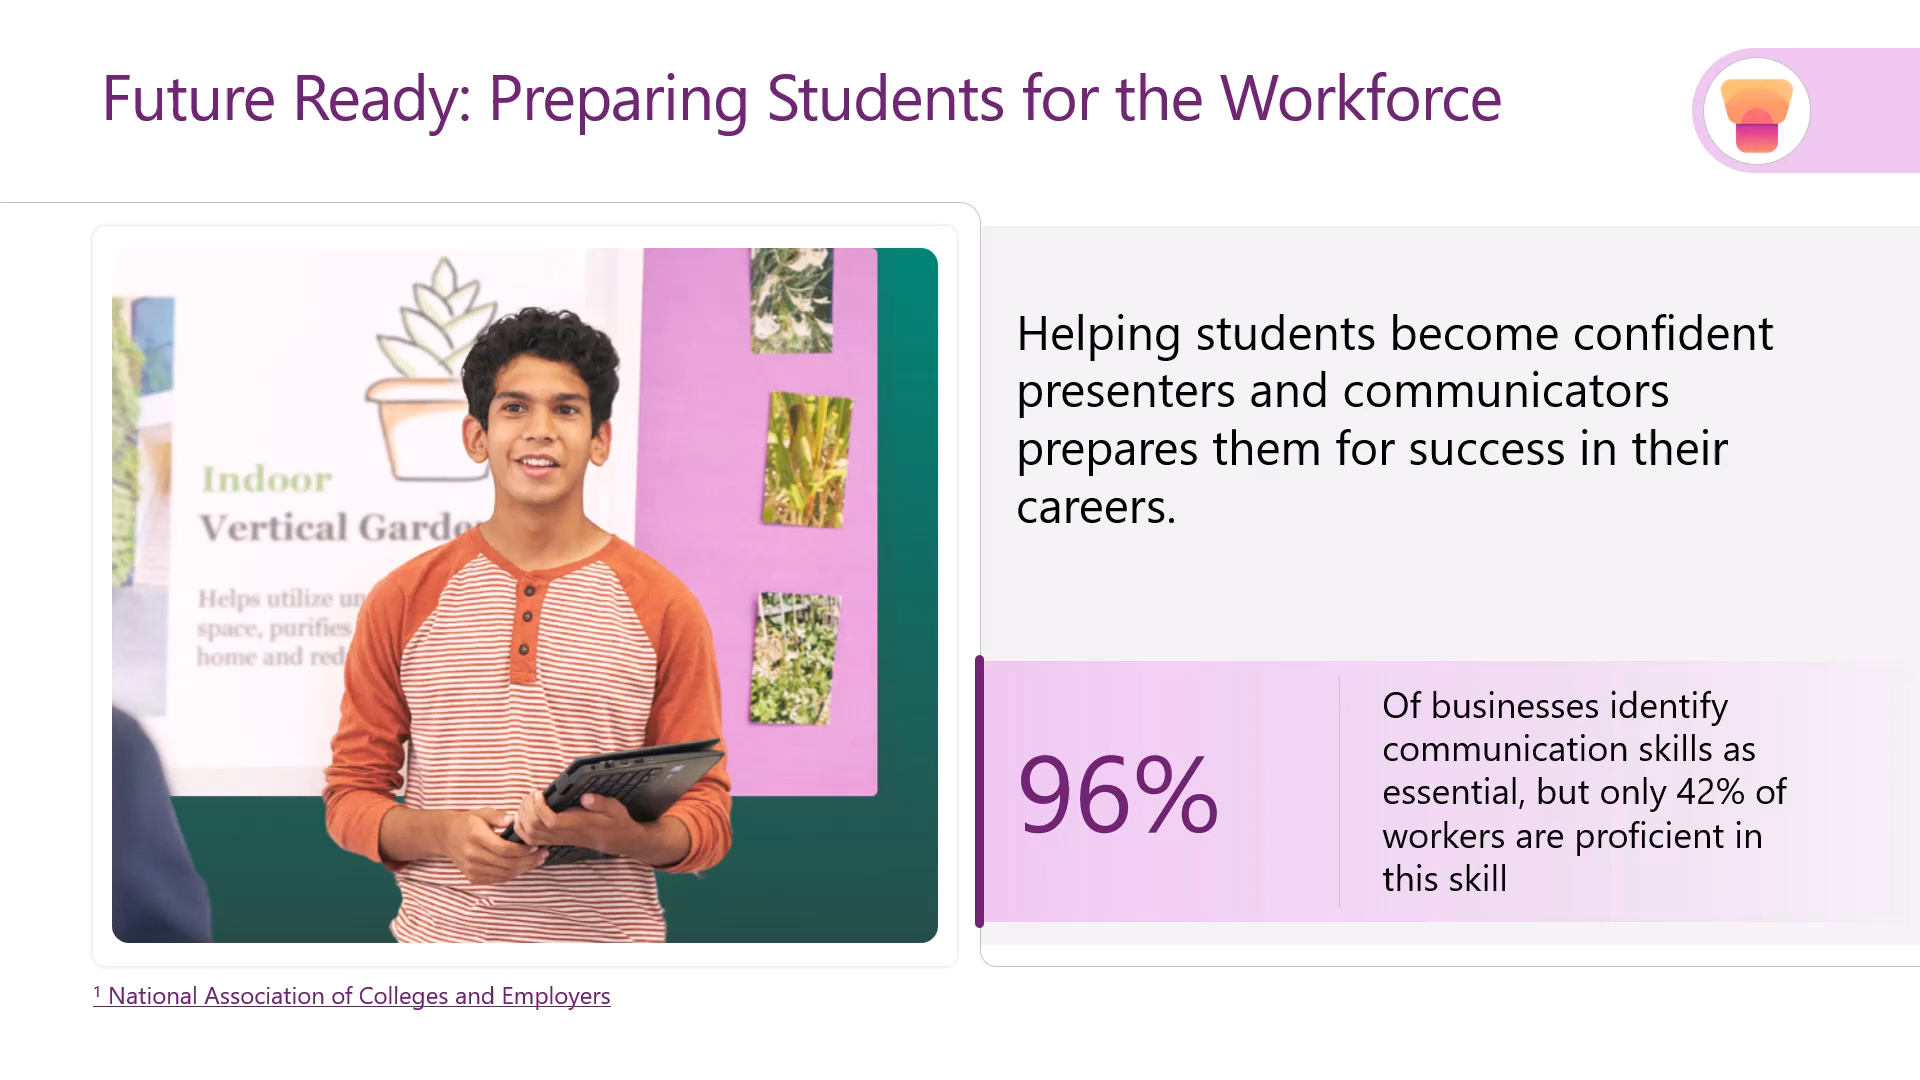 Future Ready: Preparing Students for the Workforce
Indoor
Vertical Garde
Helps utilize un
space, purifies
home and red
Helping students become confident
presenters and communicators
prepares them for success in their
careers.
96%
Of businesses identify
communication skills as
essential, but only 42% of
workers are proficient in
this skill
¹ National Association of Colleges and Employers